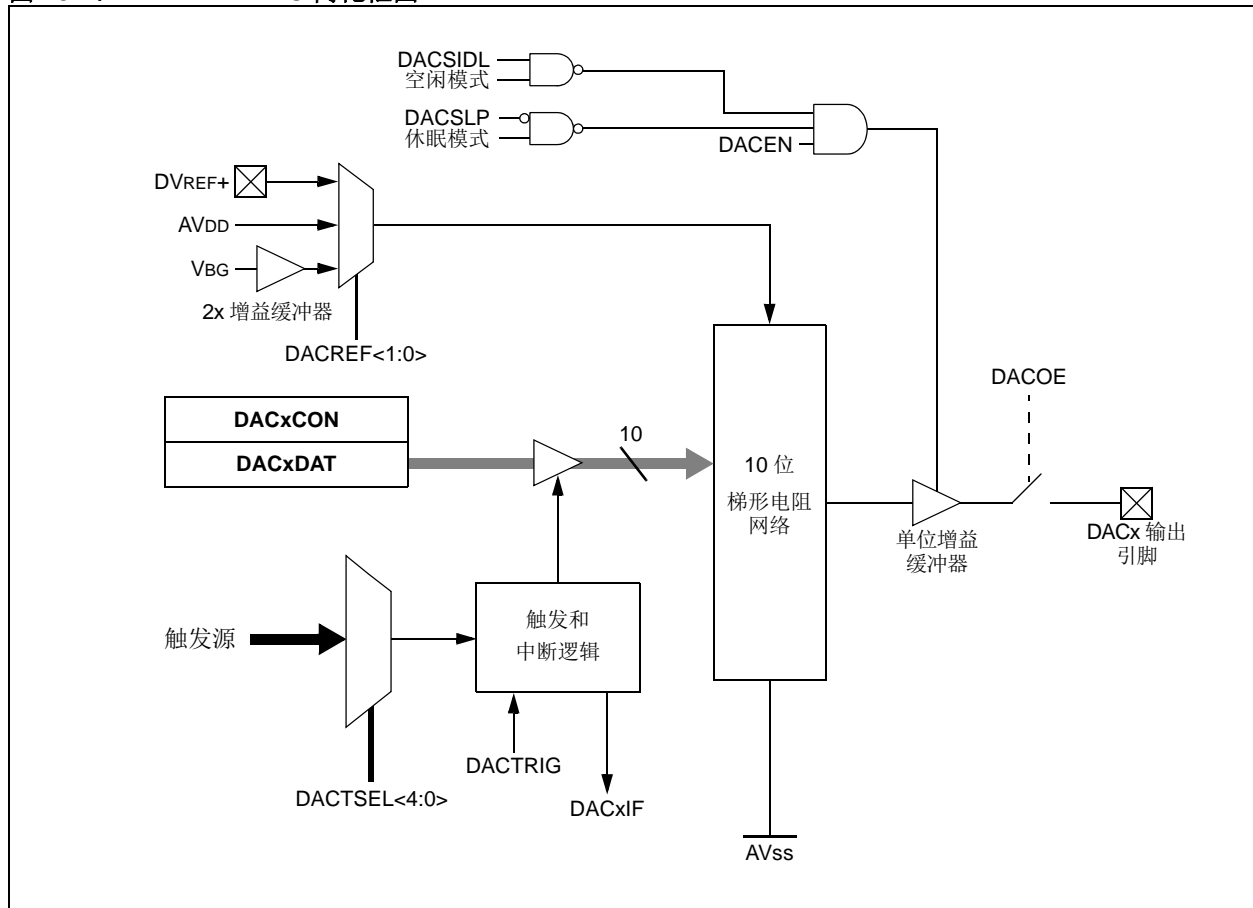 DACSIDL
空闲模式
DACSLP
休眠模式
DACEN
DVREF+
AVDD
VBG
2x 增益缓冲器
DACREF<1:0>
DACOE
DACxCON
DACxDAT
10
10 位
梯形电阻
网络
单位增益
缓冲器
DACx 输出
引脚
触发源
触发和
中断逻辑
DACTRIG
DACTSEL<4:0>
DACxIF
AVss